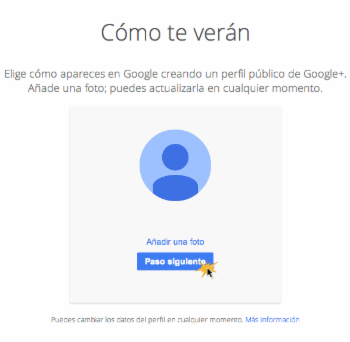 Cómo te verán
Elige cómo apareces en Google creando un perfil público de Google+.
Añade una foto; puedes actualizarla en cualquier momento.
Añadir una foto
Paso siguiente
Puedes cambiar los datos del perfil en cualquier momento. Más información